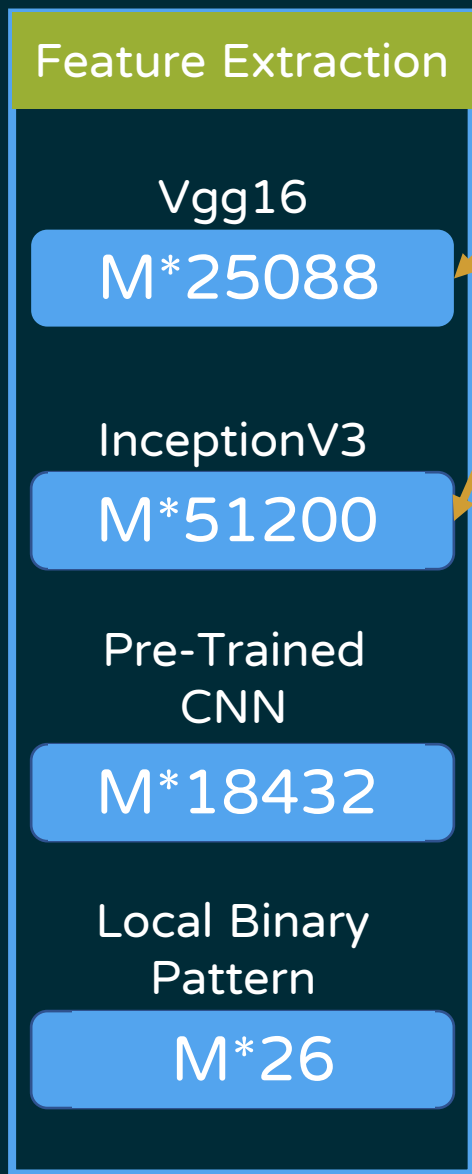 Feature Extraction
Vgg16
M*25088
InceptionV3
M*51200
Pre-Trained
CNN
M*18432
Local Binary
Pattern
M*26